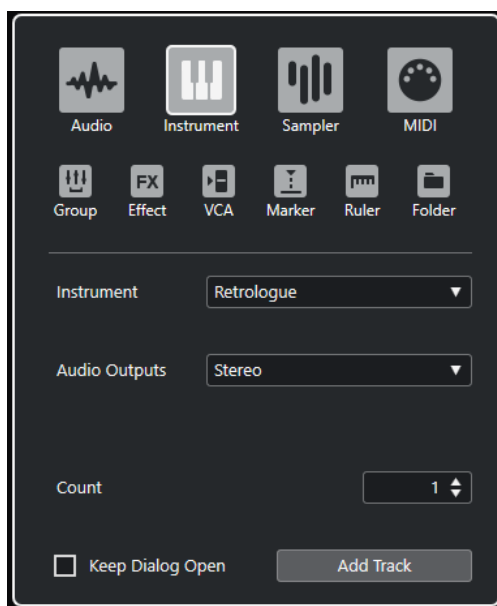 Audio Instrument Sampler MIDI
FX
Group Effect VCA Marker Ruler Folder
Instrument Retrologue
Audio Outputs Stereo
Count 1
Keep Dialog Open Add Track